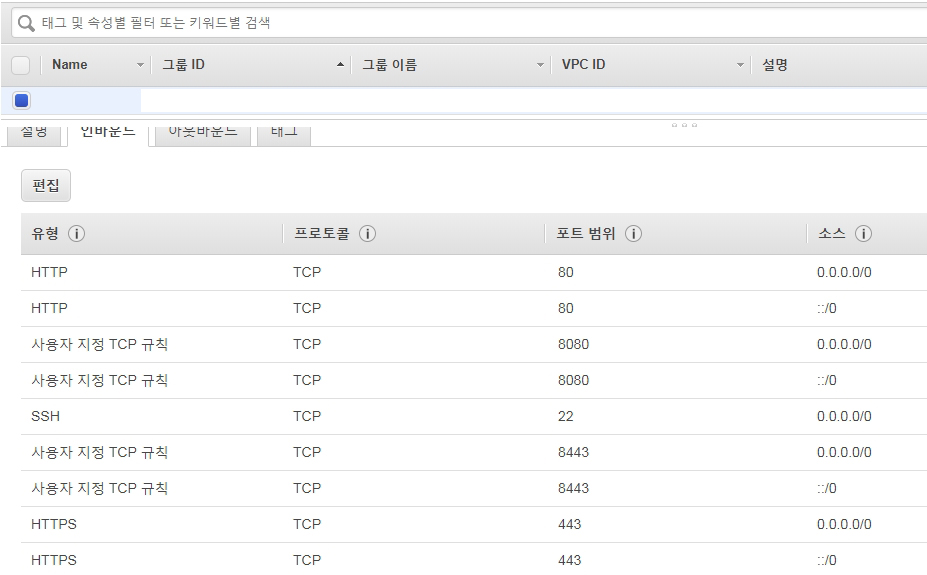 태그 및 속성별 필터 또는 키워드별 검색
Name 그룹 ID 그룹 이름 VPC ID 설명
설명 인바운드 아웃바운드 태그
편집
유형 프로토콜 포트 범위 소스
HTTP TCP 80 0.0.0.0/0
HTTP TCP 80 ::/0
사용자 지정 TCP 규칙 TCP 8080 0.0.0.0/0
사용자 지정 TCP 규칙 TCP 8080 ::/0
SSH TCP 22 0.0.0.0/0
사용자 지정 TCP 규칙 TCP 8443 0.0.0.0/0
사용자 지정 TCP 규칙 TCP 8443 ::/0
HTTPS TCP 443 0.0.0.0/0
HTTPS TCP 443 ::/0